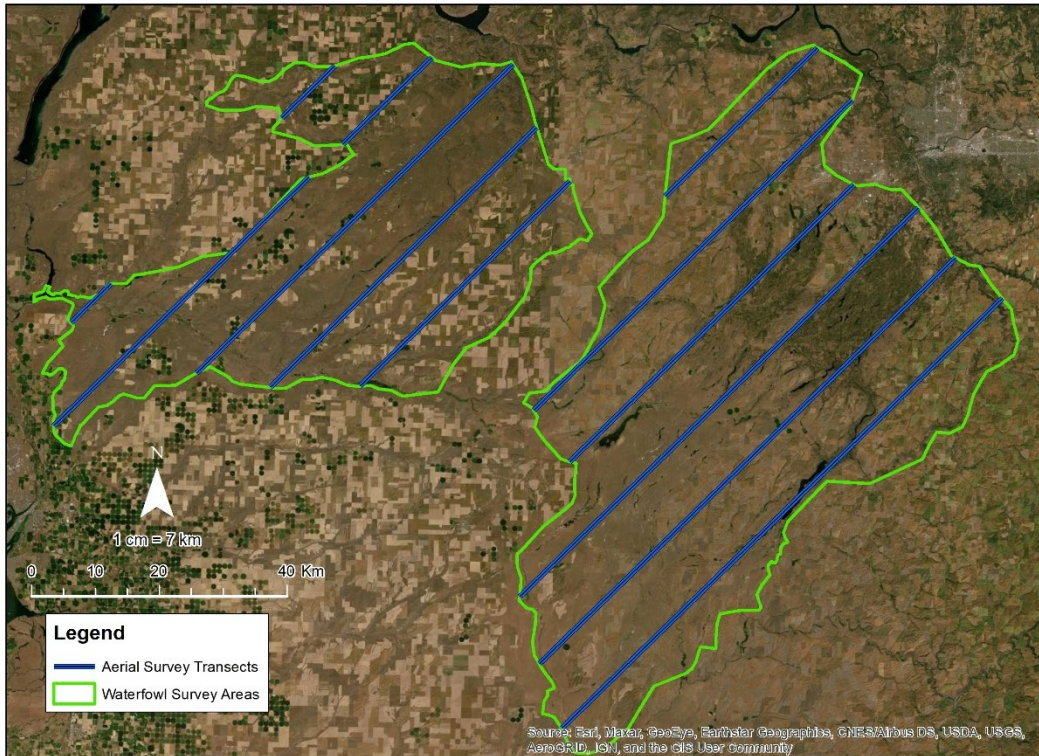 N
1 cm = 7 km
0 10 20 40 Km
Legend
Aerial Survey Transects
Waterfowl Survey Areas
Source: Esri, Maxar, GeoEye, Earthstar Geographics, CNES/Airbus DS, USDA, USGS,
AeroGRID, IGN, and the GIS User Community